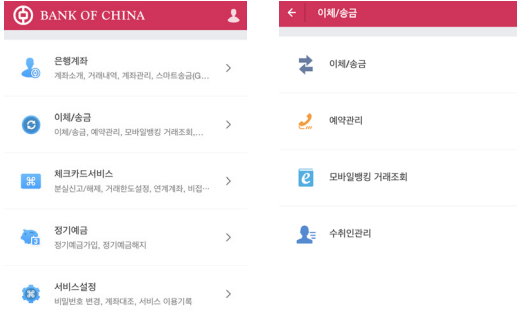 BANK OF CHINA
은행계좌
계좌소개, 거래내역, 계좌관리, 스마트송금(G...
이체/송금
이체/송금, 예약관리, 모바일뱅킹 거래조회,...
체크카드서비스
분실신고/해제, 거래한도설정, 연계계좌, 비접...
정기예금
정기예금가입, 정기예금해지
서비스설정
비밀번호 변경, 계좌대조, 서비스 이용기록
이체/송금
이체/송금
예약관리
모바일뱅킹 거래조회
수취인관리